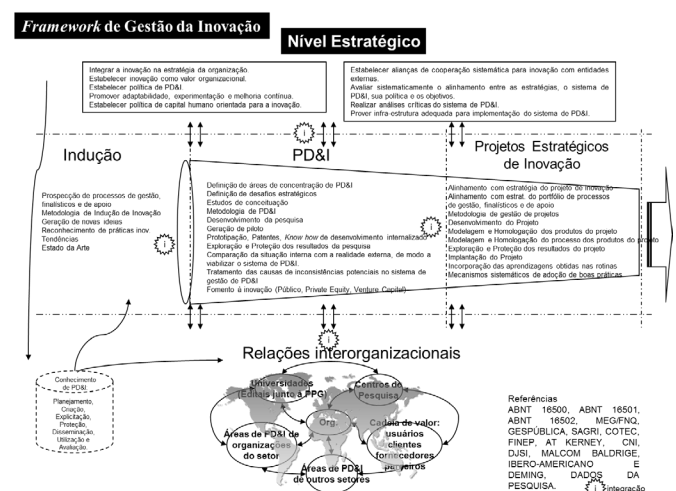 Framework de Gestão da Inovação
Nível Estratégico
Integrar a inovação na estratégia da organização.
Estabelecer inovação como valor organizacional.
Estabelecer política de PD&I.
Promover adaptabilidade, experimentação e melhoria contínua.
Estabelecer política de capital humano orientada para a inovação.
Estabelecer alianças de cooperação sistemática para inovação com entidades
externas.
Avaliar sistematicamente o alinhamento entre as estratégias, o sistema de
PD&I, sua política e os objetivos.
Realizar análises críticas do sistema de PD&I.
Prover infra-estrutura adequada para implementação do sistema de PD&I.
i
Indução
Prospecção de processos de gestão,
finalísticos e de apoio
Metodologia de Indução de Inovação
Geração de novas ideias
Reconhecimento de práticas inov.
Tendências
Estado da Arte
i
PD&I
Definição de áreas de concentração de PD&I
Definição de desafios estratégicos
Estudos de conceituação
Metodologia de PD&I
Desenvolvimento da pesquisa
Geração de piloto
Prototipação, Patentes, Know how de desenvolvimento internalizado
Exploração e Proteção dos resultados da pesquisa
Comparação da situação interna com a realidade externa, de modo a
viabilizar o sistema de PD&I.
Tratamento das causas de inconsistências potenciais no sistema de
gestão de PD&I
Fomento à inovação (Público, Private Equity, Venture Capital)
i
Projetos Estratégicos
de Inovação
Alinhamento com estratégia do projeto de inovação
Alinhamento com estrat. do portfólio de processos
de gestão, finalísticos e de apoio
Metodologia de gestão de projetos
Desenvolvimento do Projeto
Modelagem e Homologação dos produtos do projeto
Modelagem e Homologação do processo dos produtos do projeto
Exploração e Proteção dos resultados do projeto
Implantação do Projeto
Incorporação das aprendizagens obtidas nas rotinas
Mecanismos sistemáticos de adoção de boas práticas
i
Relações interorganizacionais
Conhecimento
de PD&I
Planejamento,
Criação,
Explicitação,
Proteção,
Disseminação,
Utilização e
Avaliação
Universidades
(Editais junto a PPG)
Centros de
Pesquisa
Org.
Áreas de PD&I de
organizações
do setor
Cadeia de valor:
usuários
clientes
fornecedores
parceiros
Áreas de PD&I
de outros setores
Referências
ABNT 16500, ABNT 16501,
ABNT 16502, MEG/FNQ,
GESPÚBLICA, SAGRI, COTEC,
FINEP, AT KERNEY, CNI,
DJSI, MALCOM BALDRIGE,
IBERO-AMERICANO E
DEMING, DADOS DA
PESQUISA.
i integração